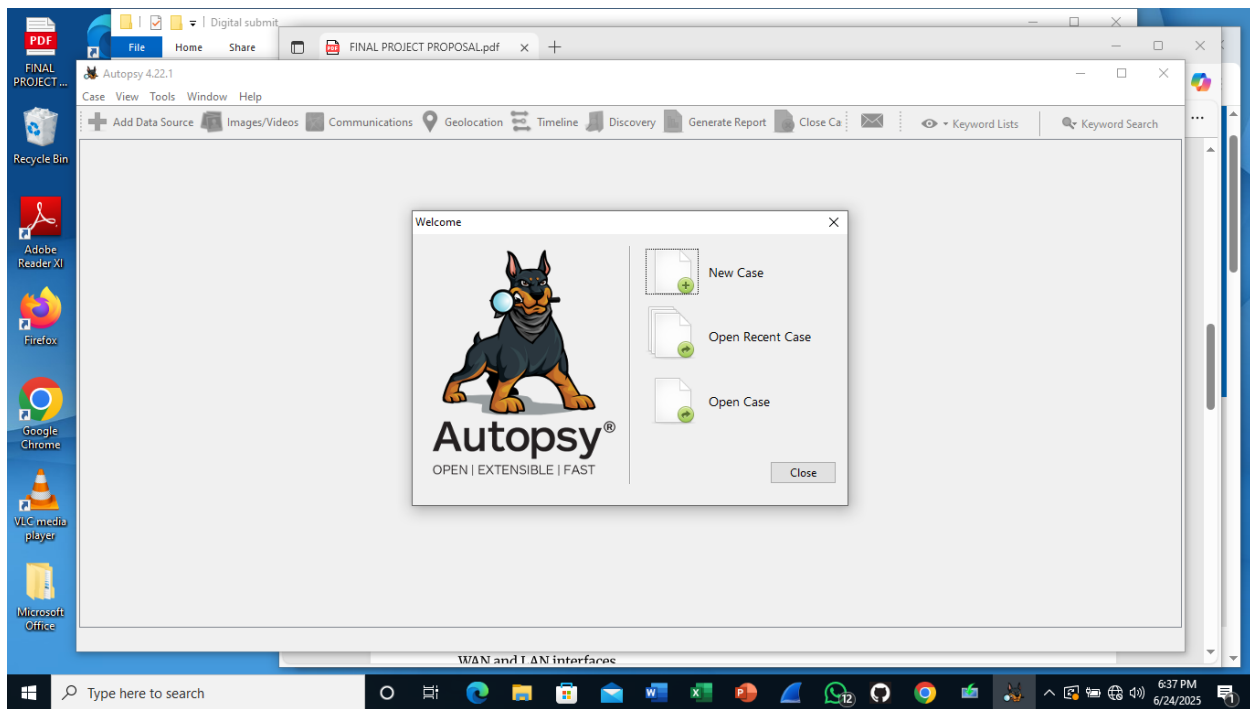 Digital submit
File Home Share
FINAL PROJECT PROPOSAL.pdf
Autopsy 4.22.1
Case View Tools Window Help
Add Data Source Images/Videos Communications Geolocation Timeline Discovery Generate Report Close Ca Keyword Lists Keyword Search
PDF
FINAL
PROJECT ...
Recycle Bin
Adobe
Reader XI
Firefox
Google
Chrome
VLC media
player
Microsoft
Office
Welcome
New Case
Open Recent Case
Open Case
Autopsy®
OPEN | EXTENSIBLE | FAST
Close
WAN and LAN interfaces
Type here to search
12
6:37 PM
6/24/2025
1